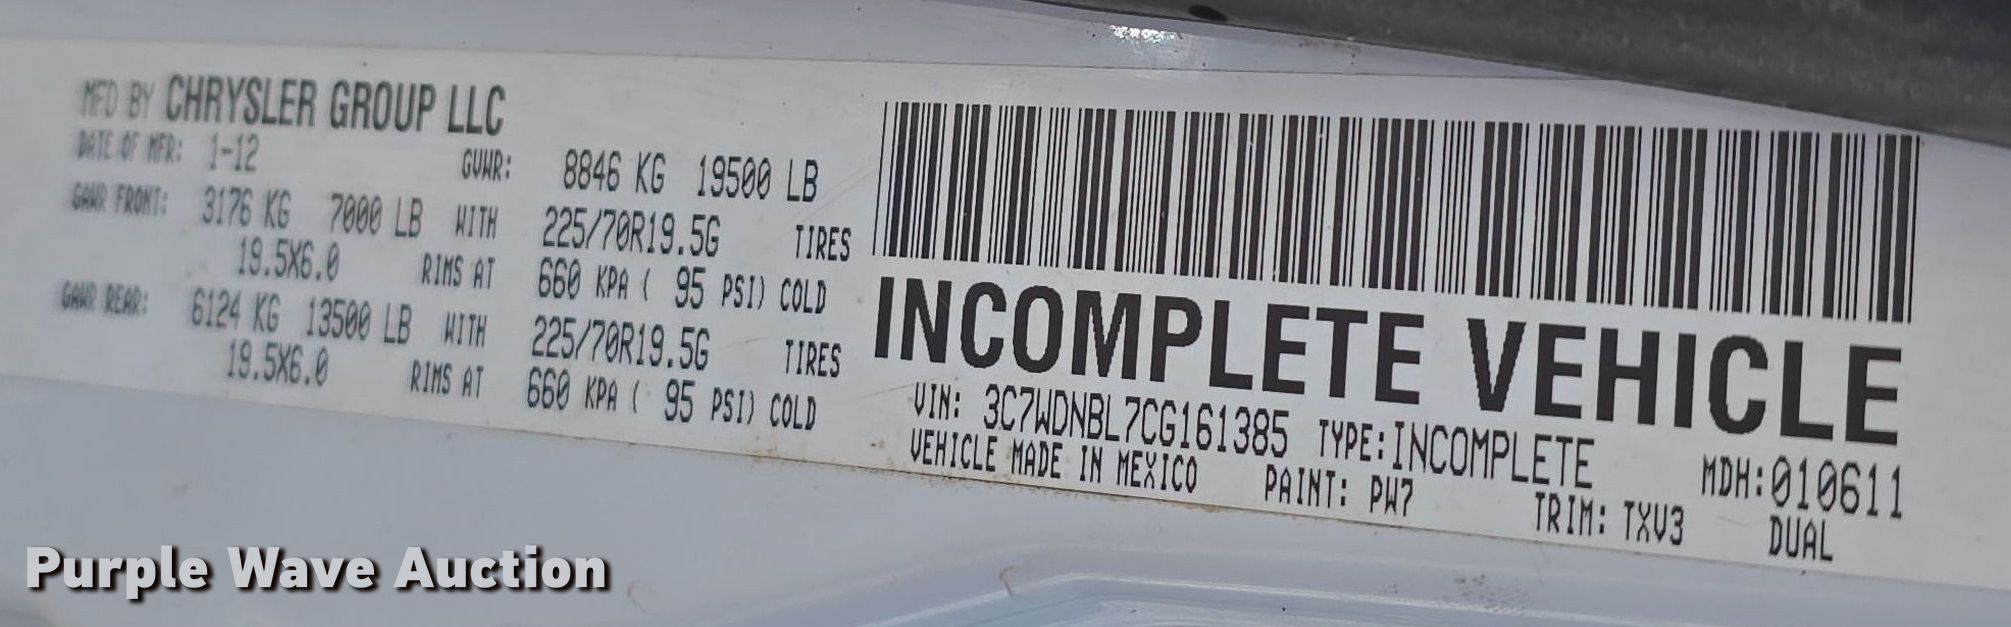 MFD BY CHRYSLER GROUP LLC
DATE OF MFR: 1-12 GVWR: 8846 KG 19500 LB
GAWR FRONT: 3176 KG 7000 LB WITH 225/70R19.5G TIRES
19.5X6.0 RIMS AT 660 KPA ( 95 PSI) COLD
GAWR REAR: 6124 KG 13500 LB WITH 225/70R19.5G TIRES
19.5X6.0 RIMS AT 660 KPA ( 95 PSI) COLD
INCOMPLETE VEHICLE
VIN: 3C7WDNBL7CG161385 TYPE:INCOMPLETE MDH:010611
VEHICLE MADE IN MEXICO PAINT: PW7 TRIM: TXV3 DUAL
Purple Wave Auction